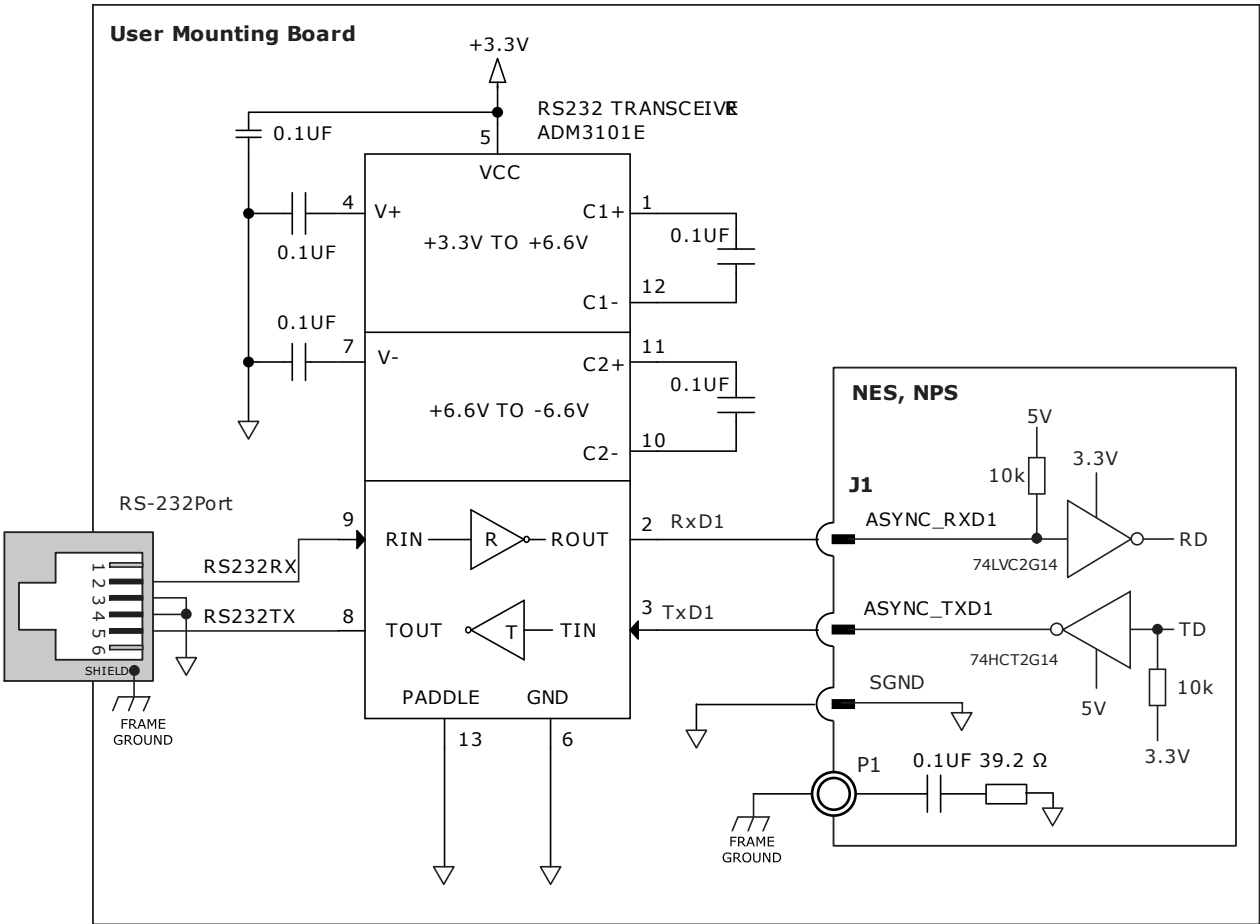 User Mounting Board
+3.3V
RS232 TRANSCEIVER
ADM3101E
0.1UF
5
VCC
4
V+
C1+
1
0.1UF
0.1UF
+3.3V TO +6.6V
C1-
12
0.1UF
7
V-
C2+
11
0.1UF
+6.6V TO -6.6V
C2-
10
NES, NPS
5V
10k
3.3V
J1
RS-232Port
9
RIN
R
ROUT
2
RxD1
ASYNC_RXD1
RD
74LVC2G14
1
2
3
4
5
6
RS232RX
RS232TX
8
TOUT
T
TIN
3
TxD1
ASYNC_TXD1
TD
74HCT2G14
5V
10k
3.3V
SHIELD
FRAME
GROUND
PADDLE
GND
13
6
SGND
P1
0.1UF
39.2 Ω
FRAME
GROUND